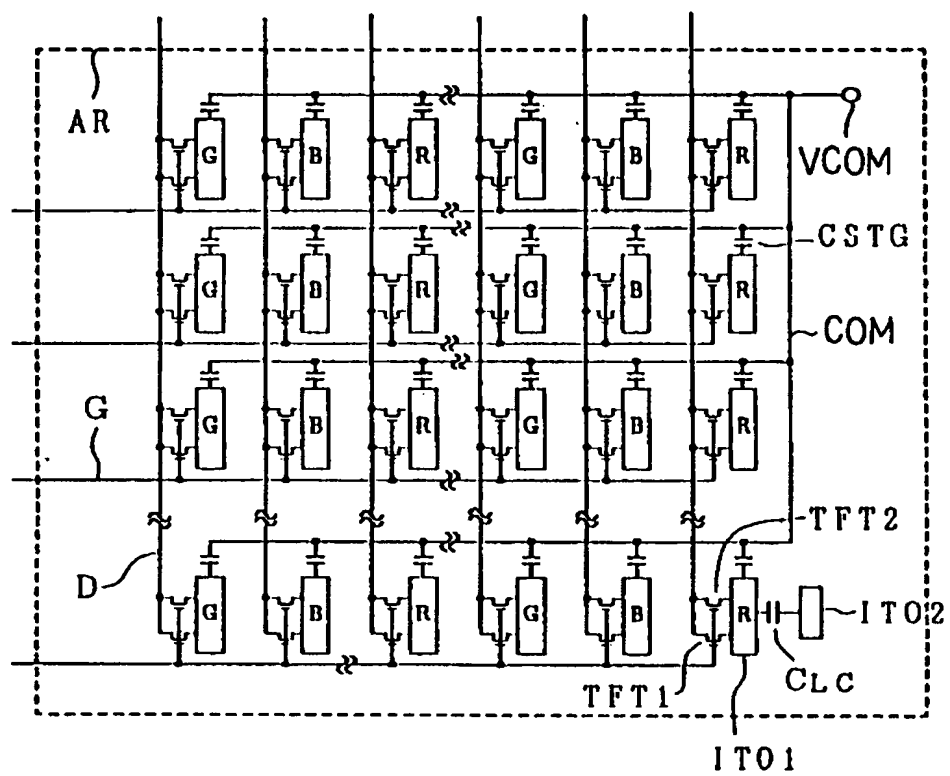 AR
G B R G B R
VCOM
G B R G B R
CSTG
COM
G B R G B R
G
TFT2
D
G B R G B R
ITO2
TFT1
CLC
ITO1